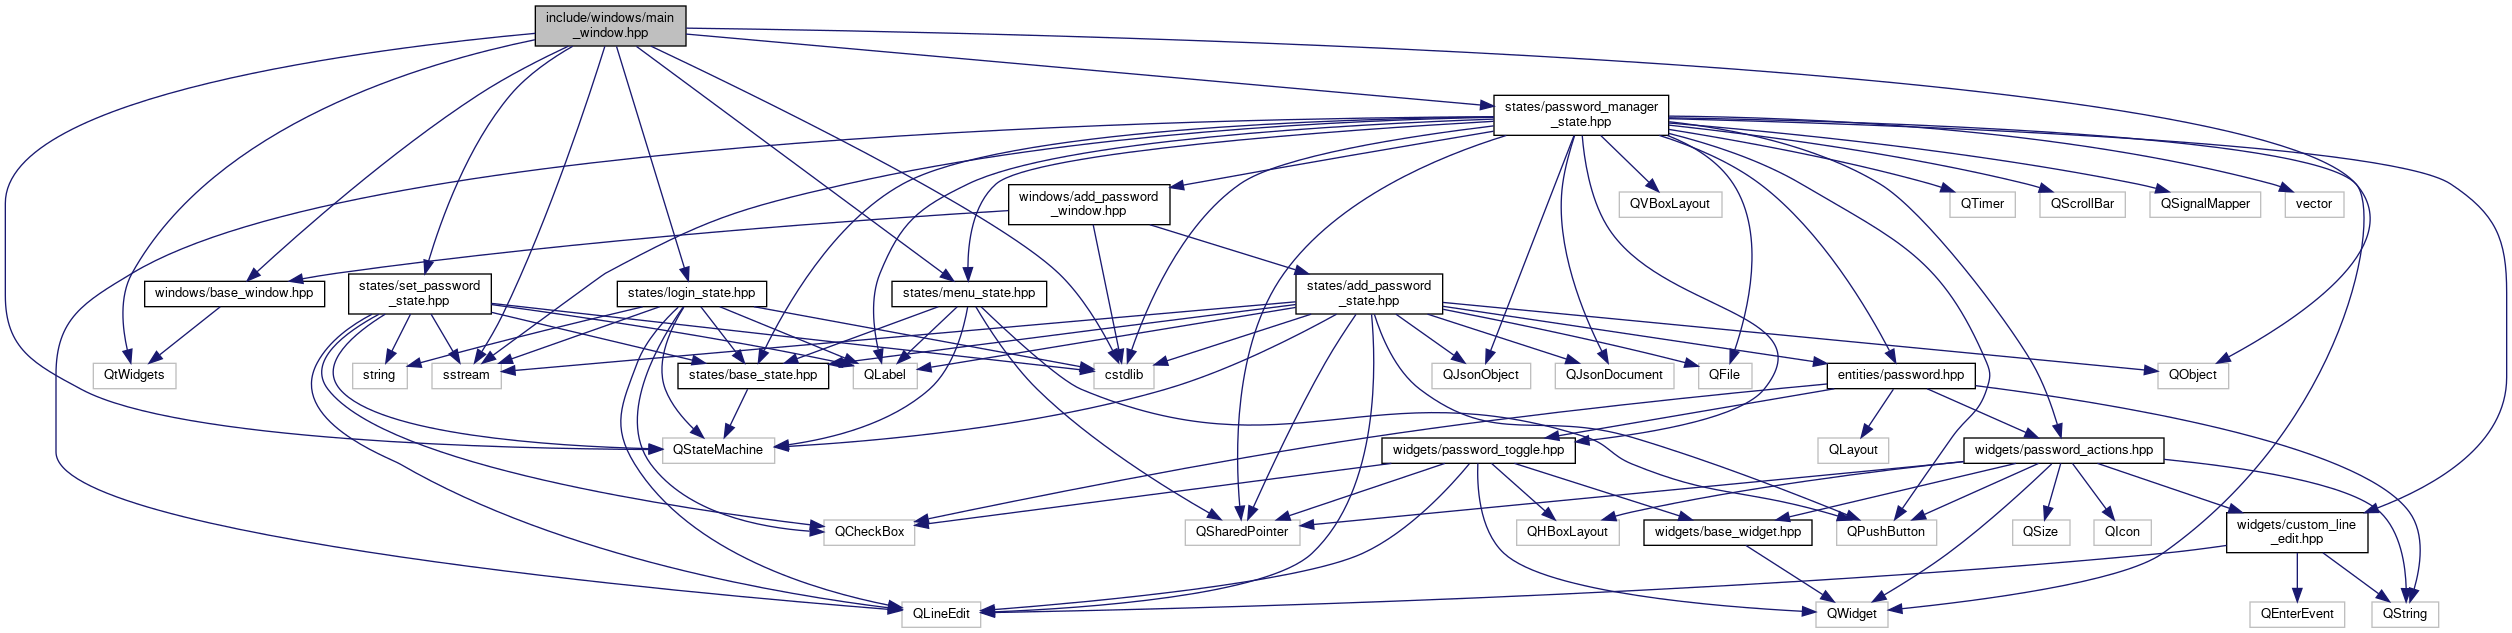 include/windows/main
_window.hpp
states/password_manager
_state.hpp
windows/add_password
_window.hpp
QVBoxLayout
QTimer
QScrollBar
QSignalMapper
vector
windows/base_window.hpp
states/set_password
_state.hpp
states/login_state.hpp
states/menu_state.hpp
states/add_password
_state.hpp
QtWidgets
string
sstream
states/base_state.hpp
QLabel
cstdlib
QJsonObject
QJsonDocument
QFile
entities/password.hpp
QObject
QStateMachine
widgets/password_toggle.hpp
QLayout
widgets/password_actions.hpp
QCheckBox
QSharedPointer
QHBoxLayout
widgets/base_widget.hpp
QPushButton
QSize
QIcon
widgets/custom_line
_edit.hpp
QLineEdit
QWidget
QEnterEvent
QString